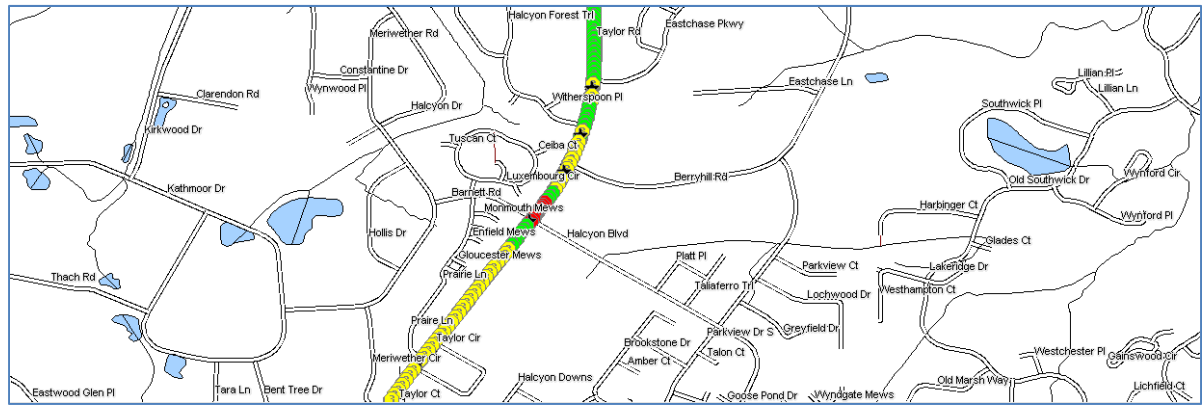 Halcyon Forest Trl
Taylor Rd
Eastchase Pkwy
Meriwether Rd
Constantine Dr
Wynwood Pl
Clarendon Rd
Halcyon Dr
Witherspoon Pl
Eastchase Ln
Lillian Pl
Lillian Ln
Southwick Pl
Kirkwood Dr
Tuscan Ct
Ceiba Ct
Luxembourg Cir
Berryhill Rd
Old Southwick Dr
Wynford Cir
Kathmoor Dr
Barnett Rd
Monmouth Mews
Harbinger Ct
Wynford Pl
Hollis Dr
Enfield Mews
Halcyon Blvd
Glades Ct
Gloucester Mews
Platt Pl
Parkview Ct
Lakeridge Dr
Thach Rd
Prairie Ln
Taliaferro Trl
Lochwood Dr
Westhampton Ct
Praire Ln
Taylor Cir
Parkview Dr S
Greyfield Dr
Brookstone Dr
Meriwether Cir
Amber Ct
Talon Ct
Westchester Pl
Gainswood Cir
Halcyon Downs
Old Marsh Way
Lichfield Ct
Eastwood Glen Pl
Tara Ln
Bent Tree Dr
Taylor Ct
Goose Pond Dr
Wyndgate Mews